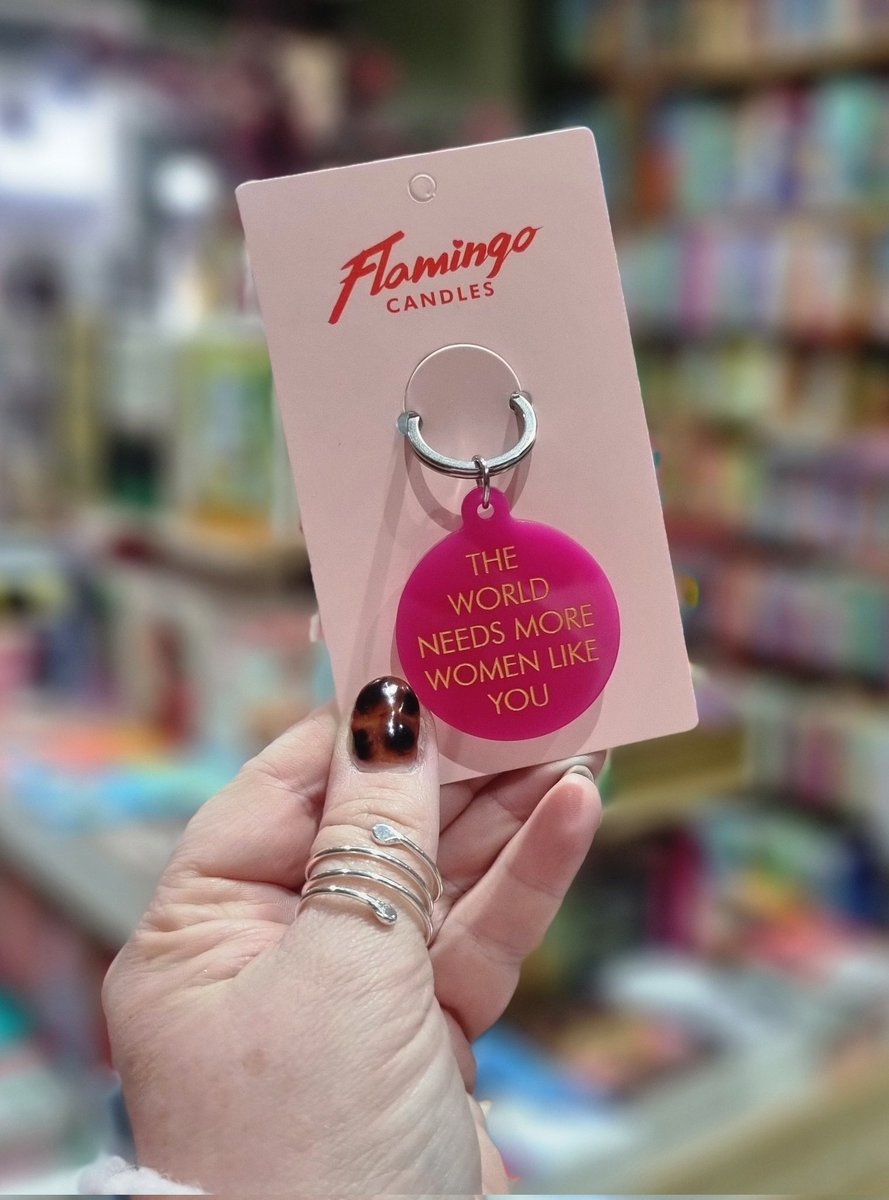 Flamingo
CANDLES
THE
WORLD
NEEDS MORE
WOMEN LIKE
YOU